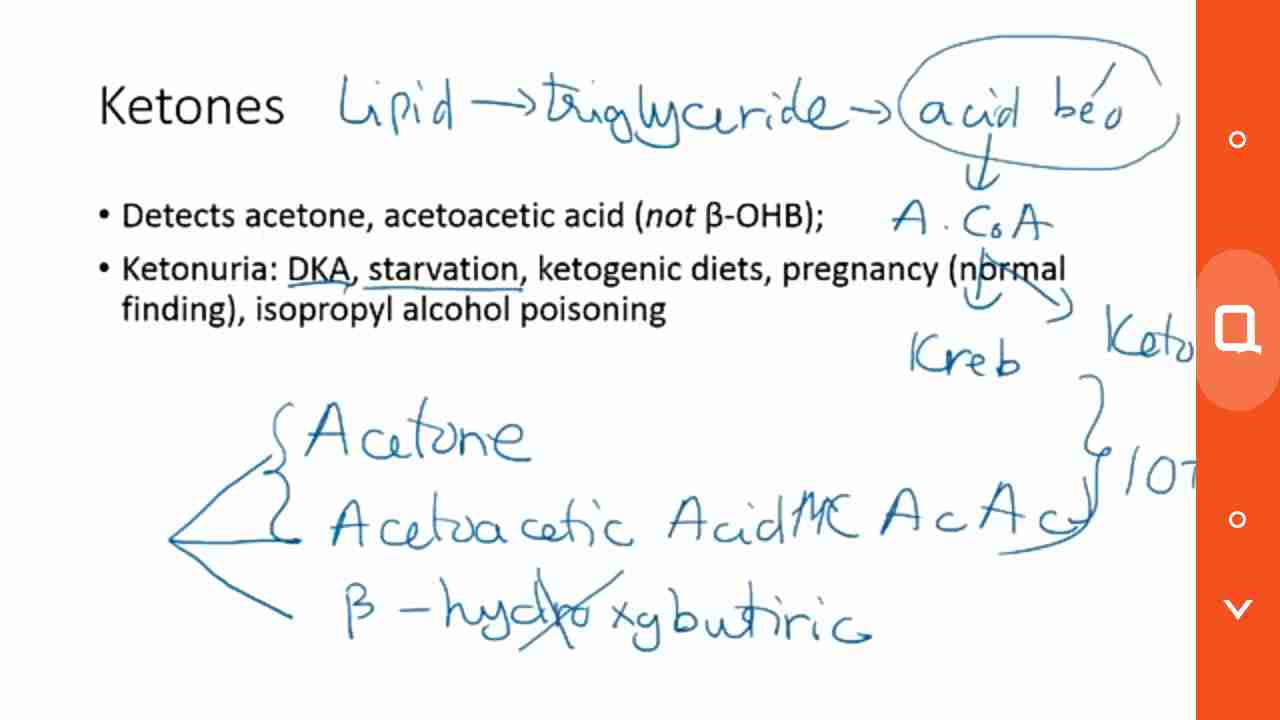 Ketones Lipid → triglyceride → acid béo
• Detects acetone, acetoacetic acid (not β-OHB);
A.CoA
• Ketonuria: DKA, starvation, ketogenic diets, pregnancy (normal
finding), isopropyl alcohol poisoning
Kreb Keto
Acetone
Acetoacetic Acid AcAc
β-hydroxybutiric